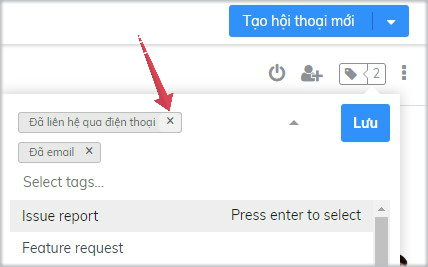 Tạo hội thoại mới
2
Đã liên hệ qua điện thoại ×
Lưu
Đã email ×
Select tags...
Issue report Press enter to select
Feature request